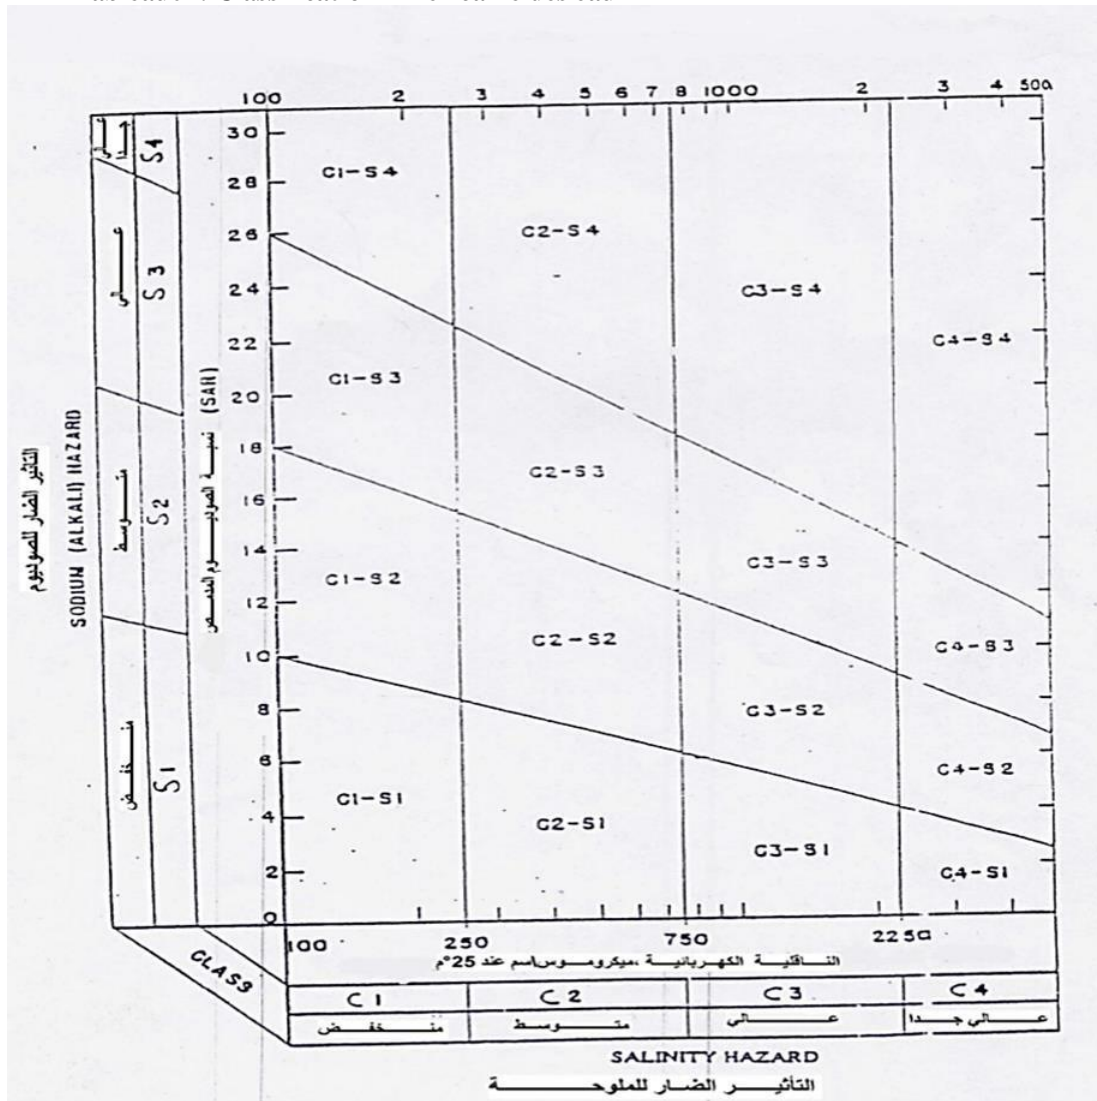 100 2 3 4 5 6 7 8 1000 2 3 4 500
30
28
26
24
22
20
18
16
14
12
10
8
6
4
2
0
C1-S4
C2-S4
C3-S4
C4-S4
C1-S3
C2-S3
C3-S3
C4-S3
C1-S2
C2-S2
C3-S2
C4-S2
C1-S1
C2-S1
C3-S1
C4-S1
التأثير الضار للصوديوم
SODIUM (ALKALI) HAZARD
S4
عالي
S3
متوسط
S2
منخفض
S1
(SAR)
100 250 750 2250
الناقلية الكهربائية ،ميكروموس/سم عند 25°م
CLASS
C1 C2 C3 C4
منخفض متوسط عالي عالي جدا
SALINITY HAZARD
التأثير الضار للملوحة